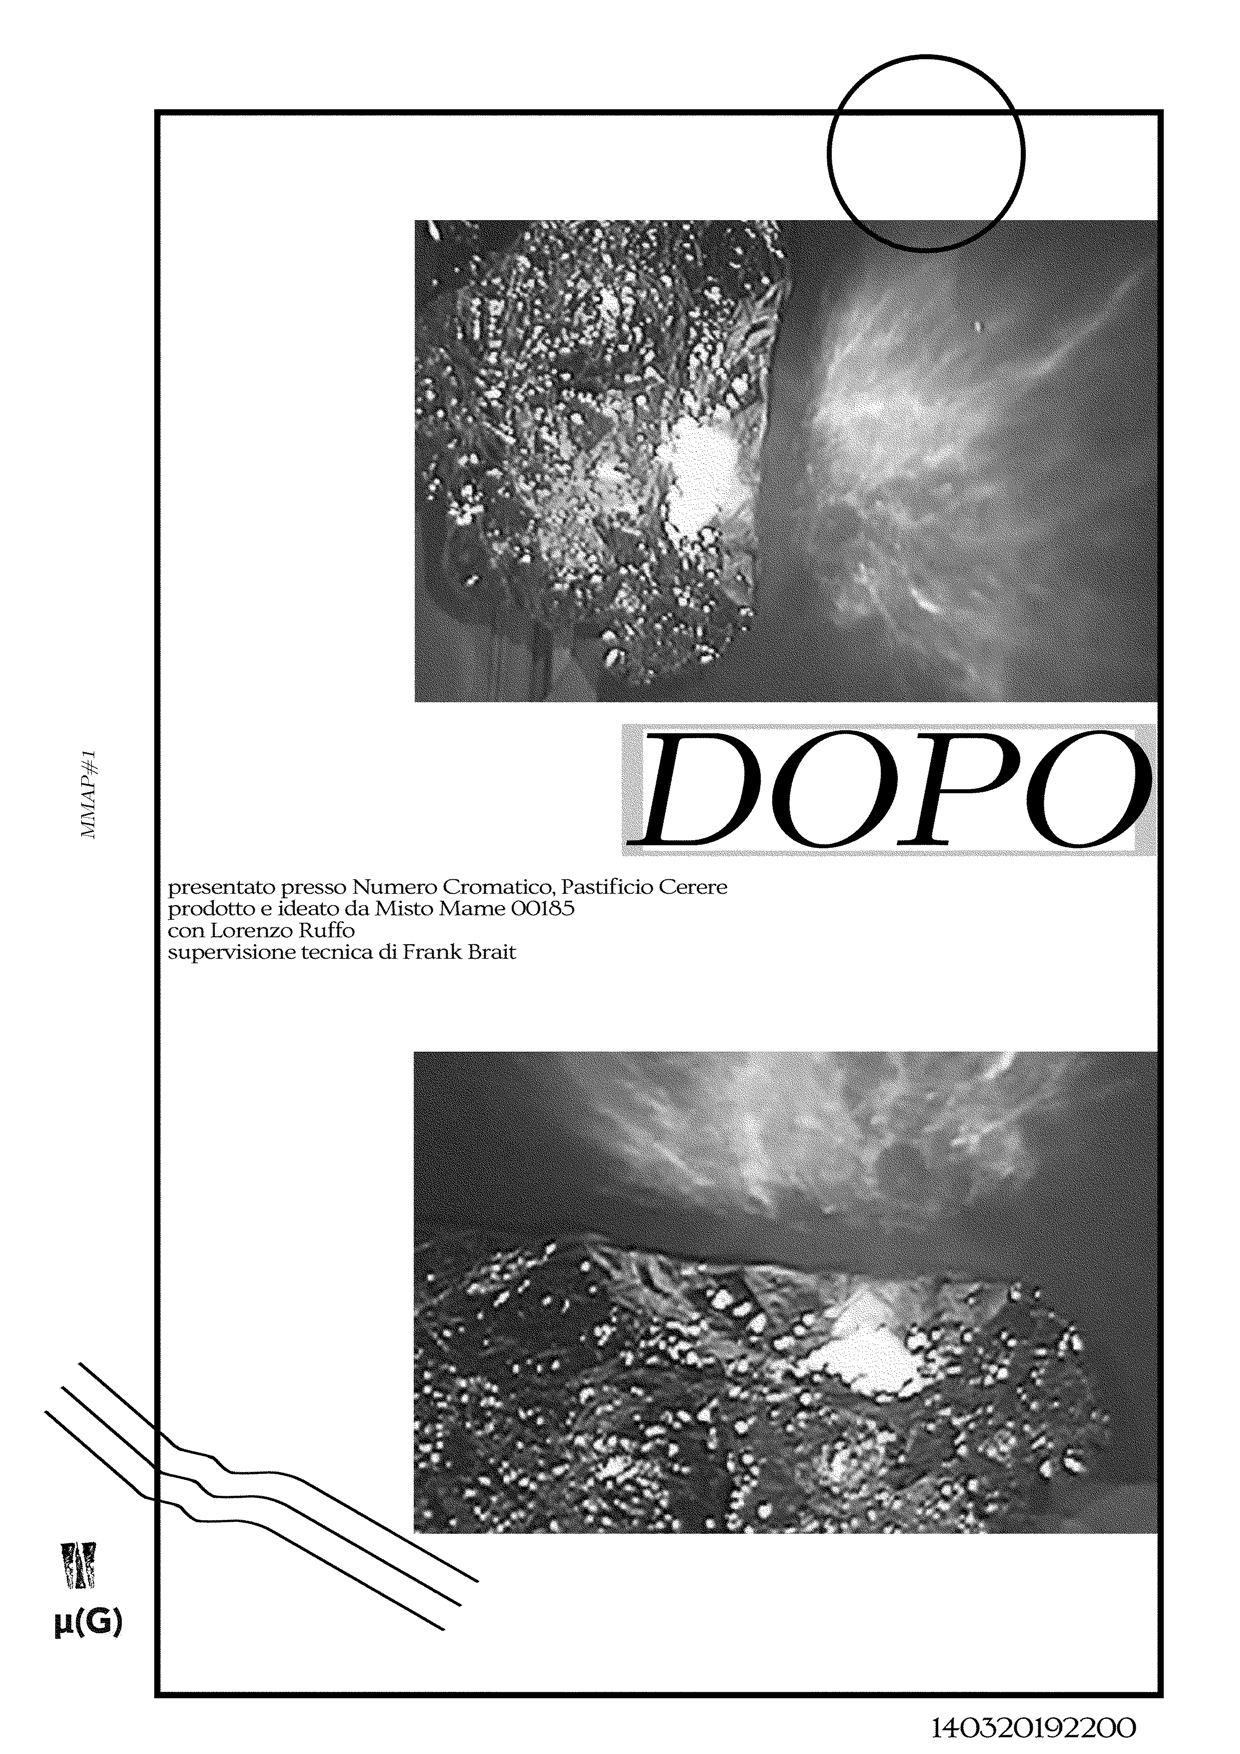 DOPO
MMAP#1
presentato presso Numero Cromatico, Pastificio Cerere
prodotto e ideato da Misto Mame 00185
con Lorenzo Ruffo
supervisione tecnica di Frank Brait
μ(G)
140320192200